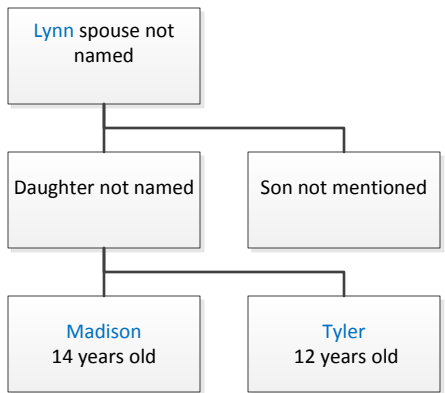 Lynn spouse not
named
Daughter not named
Son not mentioned
Madison
14 years old
Tyler
12 years old